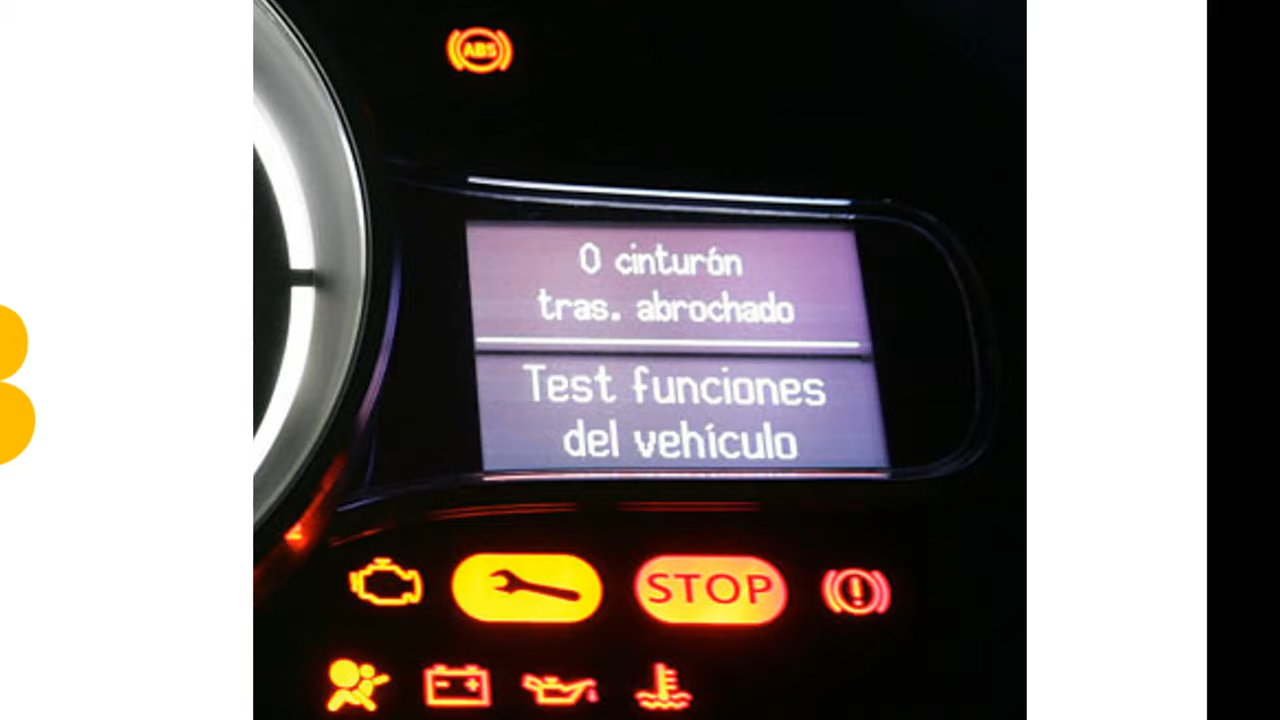 ABS
0 cinturón
tras. abrochado
Test funciones
del vehículo
STOP